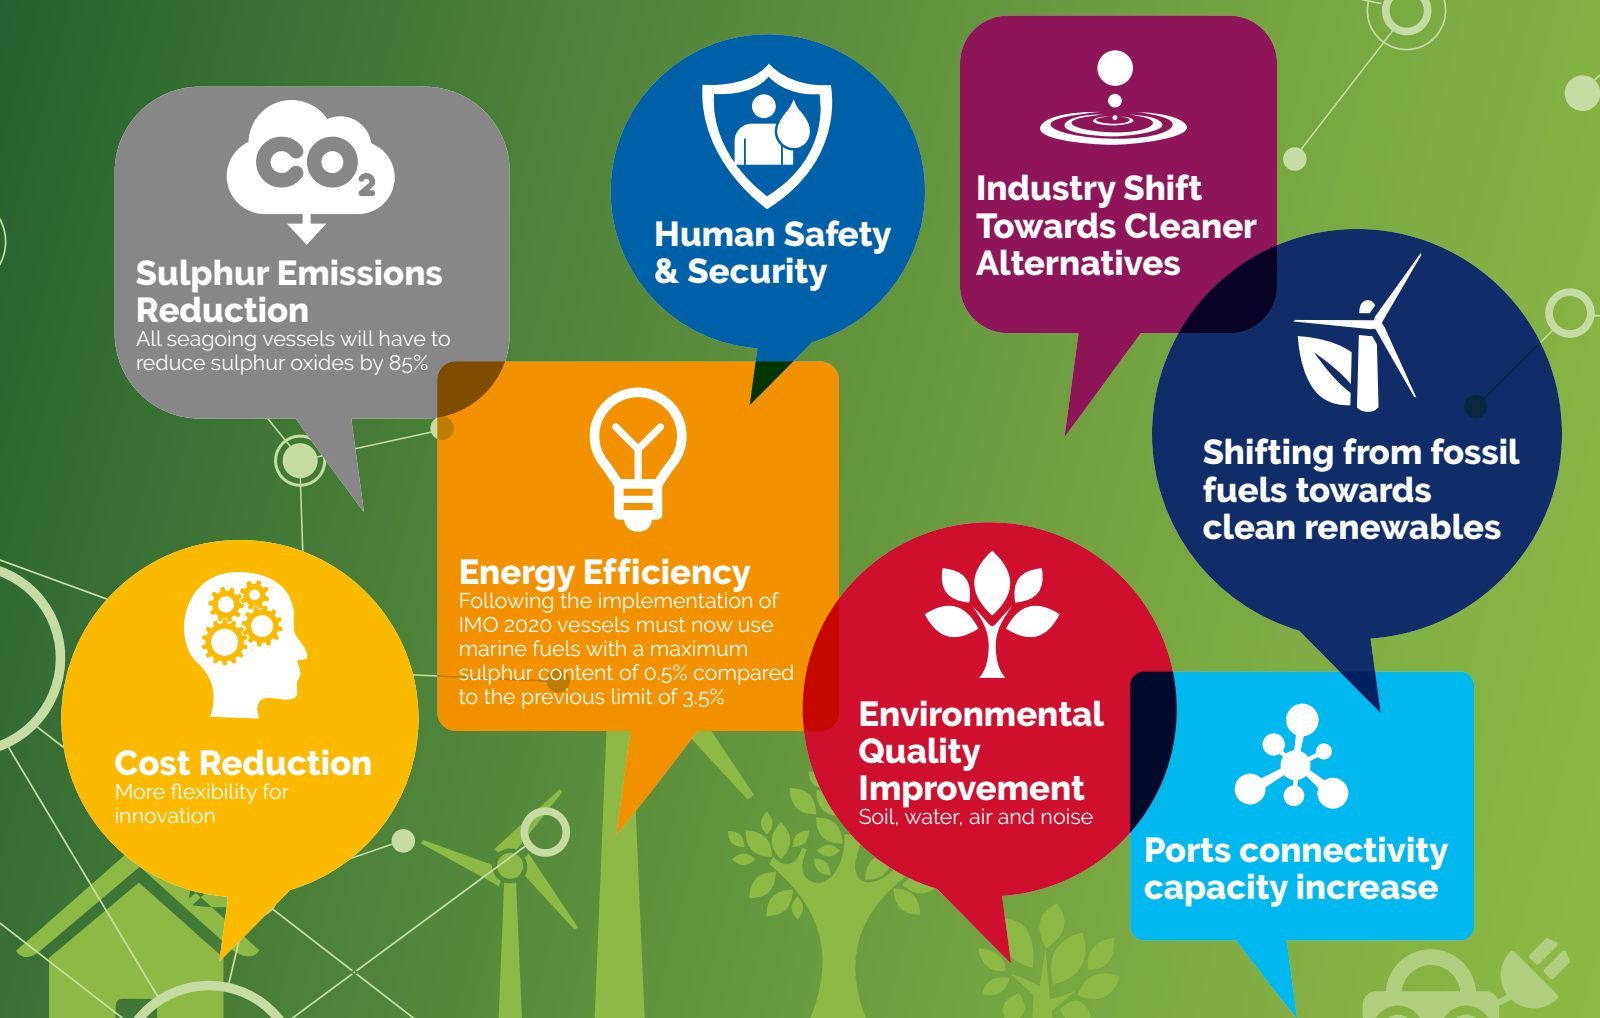 CO₂
Sulphur Emissions
Reduction
All seagoing vessels will have to
reduce sulphur oxides by 85%
Human Safety
& Security
Industry Shift
Towards Cleaner
Alternatives
Shifting from fossil
fuels towards
clean renewables
Energy Efficiency
Following the implementation of
IMO 2020 vessels must now use
marine fuels with a maximum
sulphur content of 0.5% compared
to the previous limit of 3.5%
Cost Reduction
More flexibility for
innovation
Environmental
Quality
Improvement
Soil, water, air and noise
Ports connectivity
capacity increase